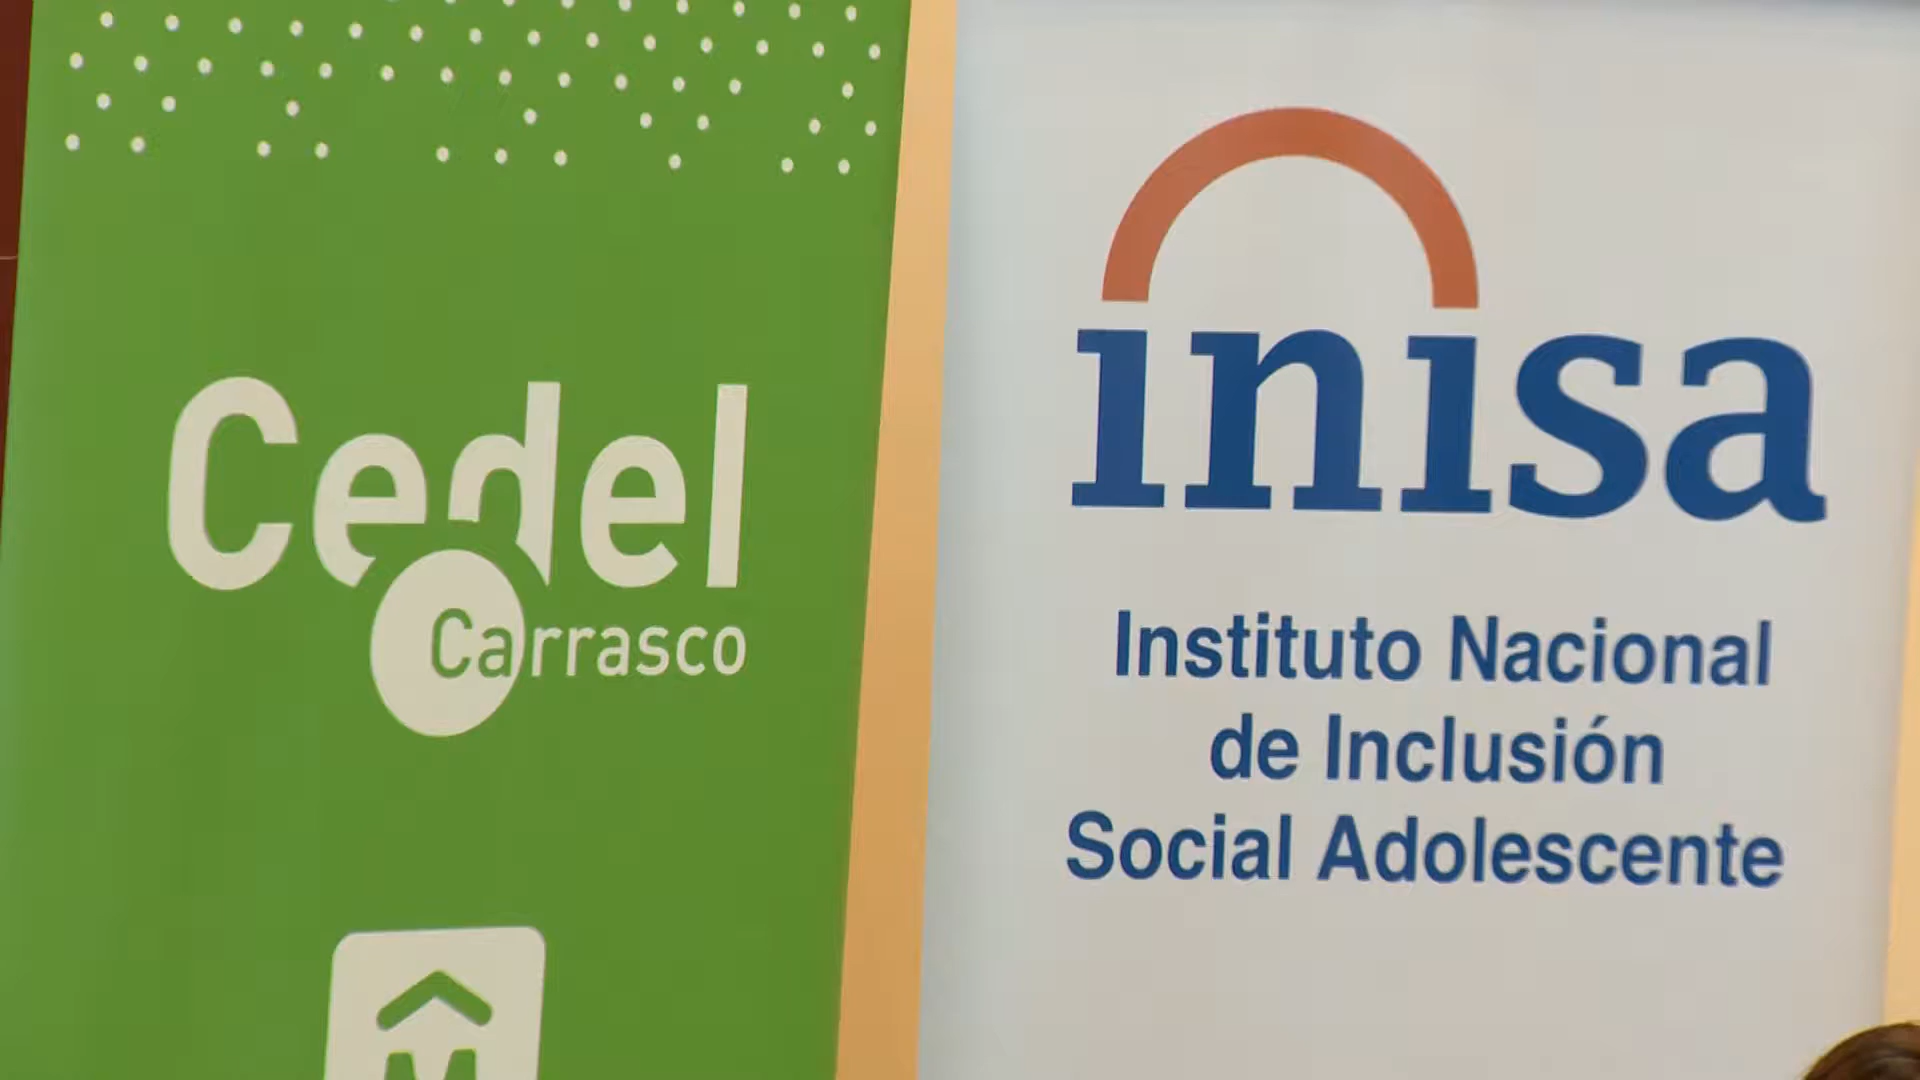 Cedel
Carrasco
inisa
Instituto Nacional
de Inclusión
Social Adolescente